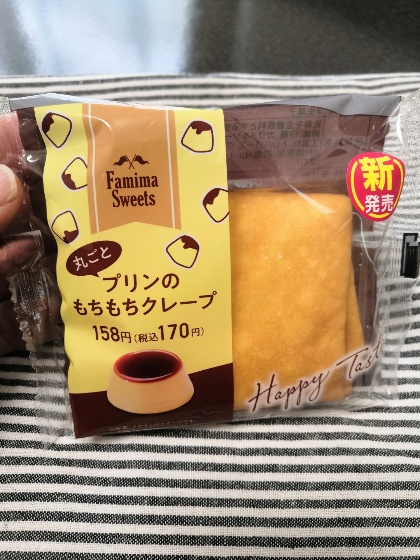 Famima
Sweets
新
発売
丸ごと
プリンの
もちもちクレープ
158円(税込170円)
Happy Tast